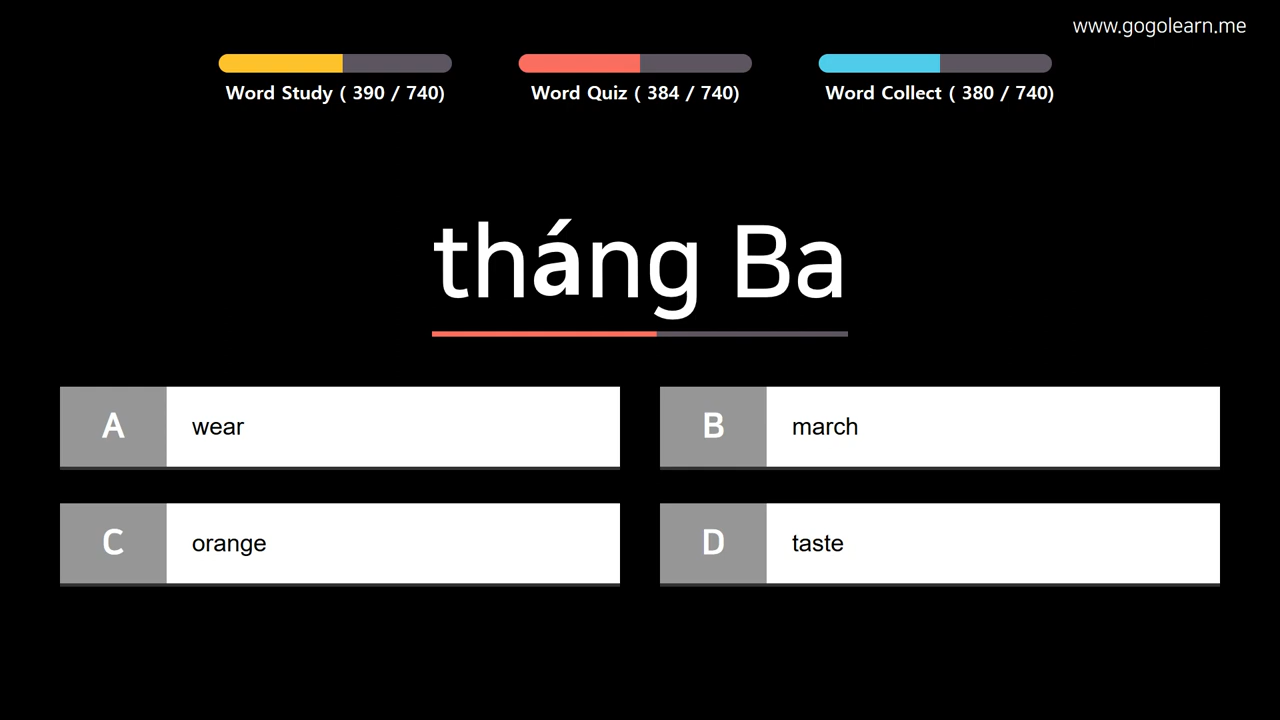 www.gogolearn.me
Word Study ( 390 / 740)
Word Quiz ( 384 / 740)
Word Collect ( 380 / 740)
tháng Ba
A wear
B march
C orange
D taste